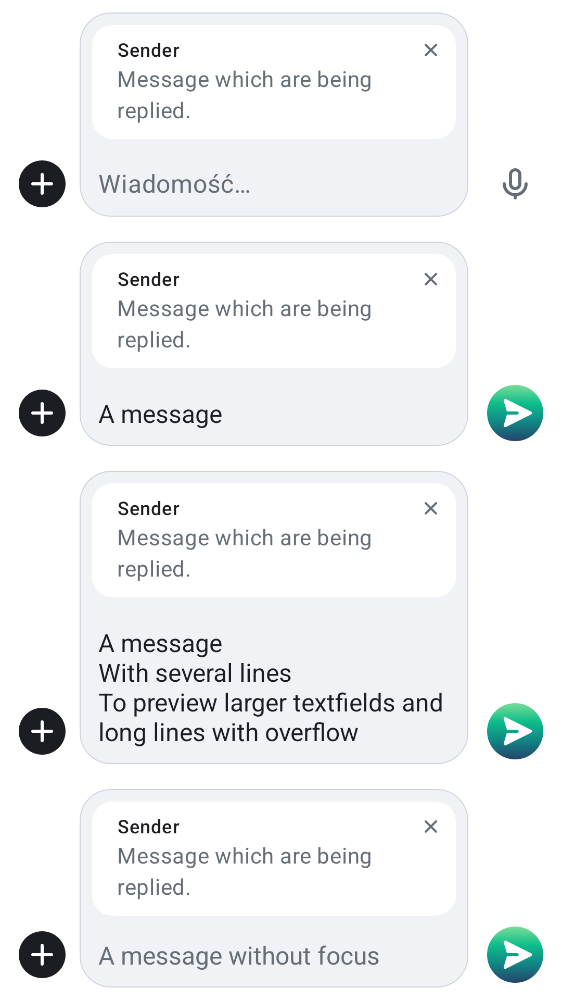 Sender
Message which are being
replied.
Wiadomość…
Sender
Message which are being
replied.
A message
Sender
Message which are being
replied.
A message
With several lines
To preview larger textfields and
long lines with overflow
Sender
Message which are being
replied.
A message without focus